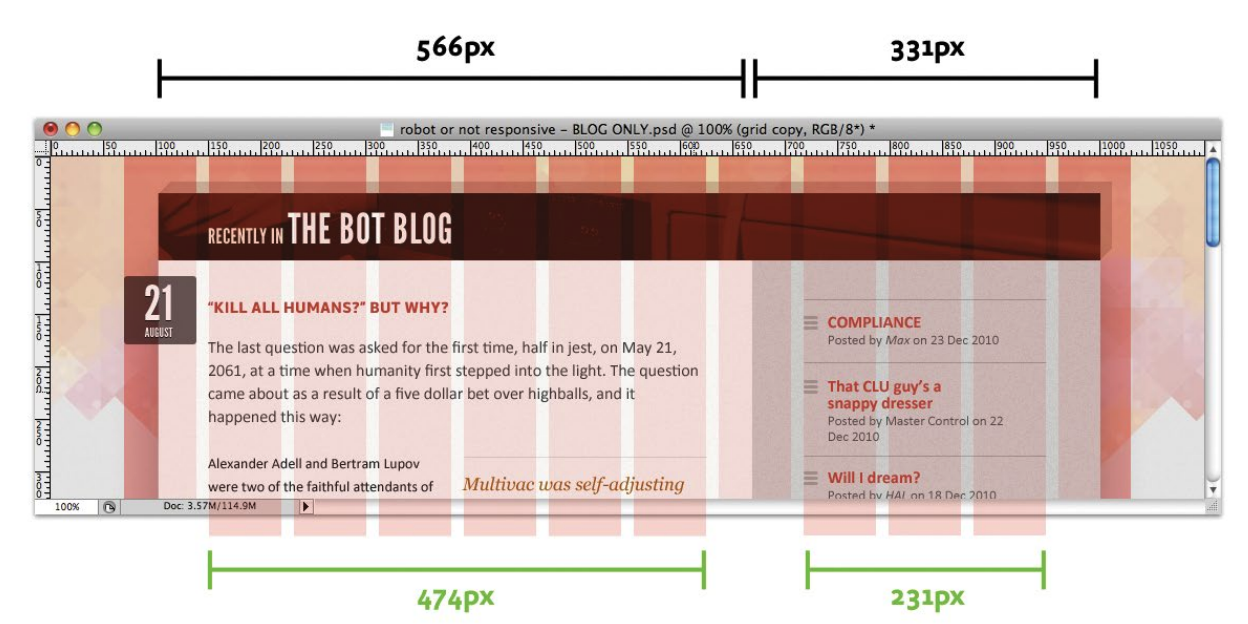 566px 331px
robot or not responsive – BLOG ONLY.psd @ 100% (grid copy, RGB/8*) *
0 50 100 150 200 250 300 350 400 450 500 550 600 650 700 750 800 850 900 950 1000 1050
0
50
100
150
200
250
300
RECENTLY IN THE BOT BLOG
21
AUGUST
“KILL ALL HUMANS?” BUT WHY?
The last question was asked for the first time, half in jest, on May 21,
2061, at a time when humanity first stepped into the light. The question
came about as a result of a five dollar bet over highballs, and it
happened this way:
Alexander Adell and Bertram Lupov
were two of the faithful attendants of
Multivac was self-adjusting
COMPLIANCE
Posted by Max on 23 Dec 2010
That CLU guy’s a
snappy dresser
Posted by Master Control on 22
Dec 2010
Will I dream?
Posted by HAL on 18 Dec 2010
100% Doc: 3.57M/114.9M
474px 231px